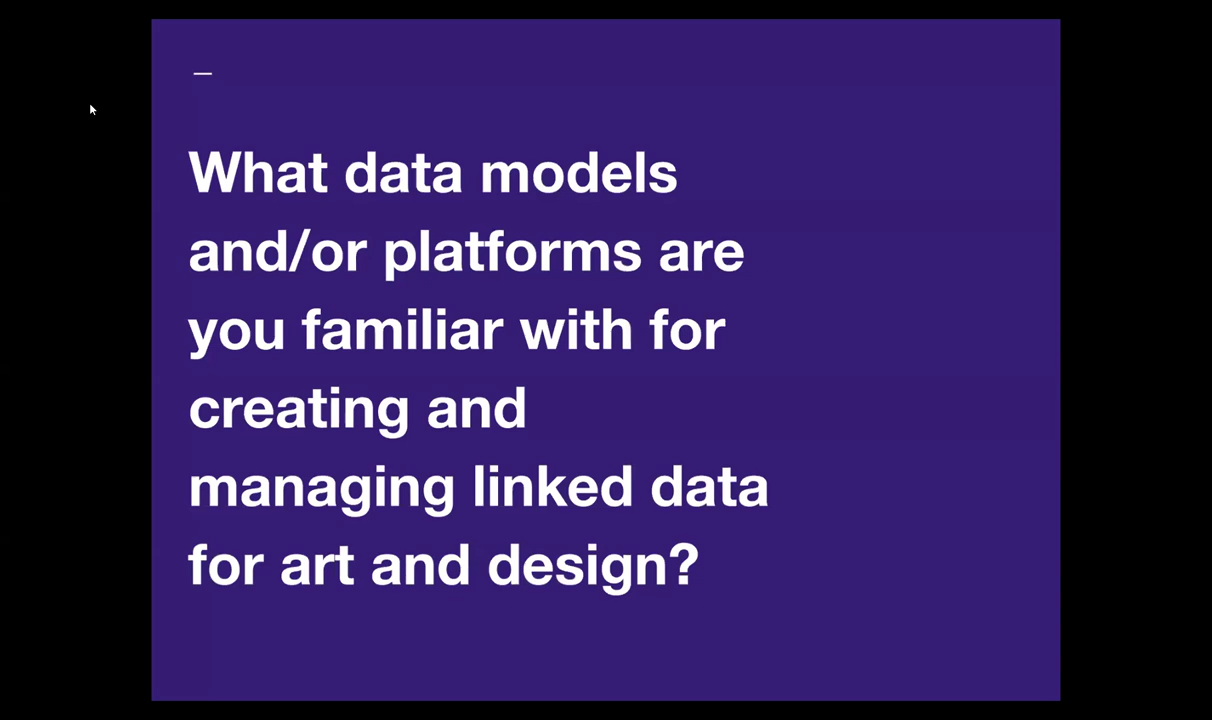 What data models
and/or platforms are
you familiar with for
creating and
managing linked data
for art and design?